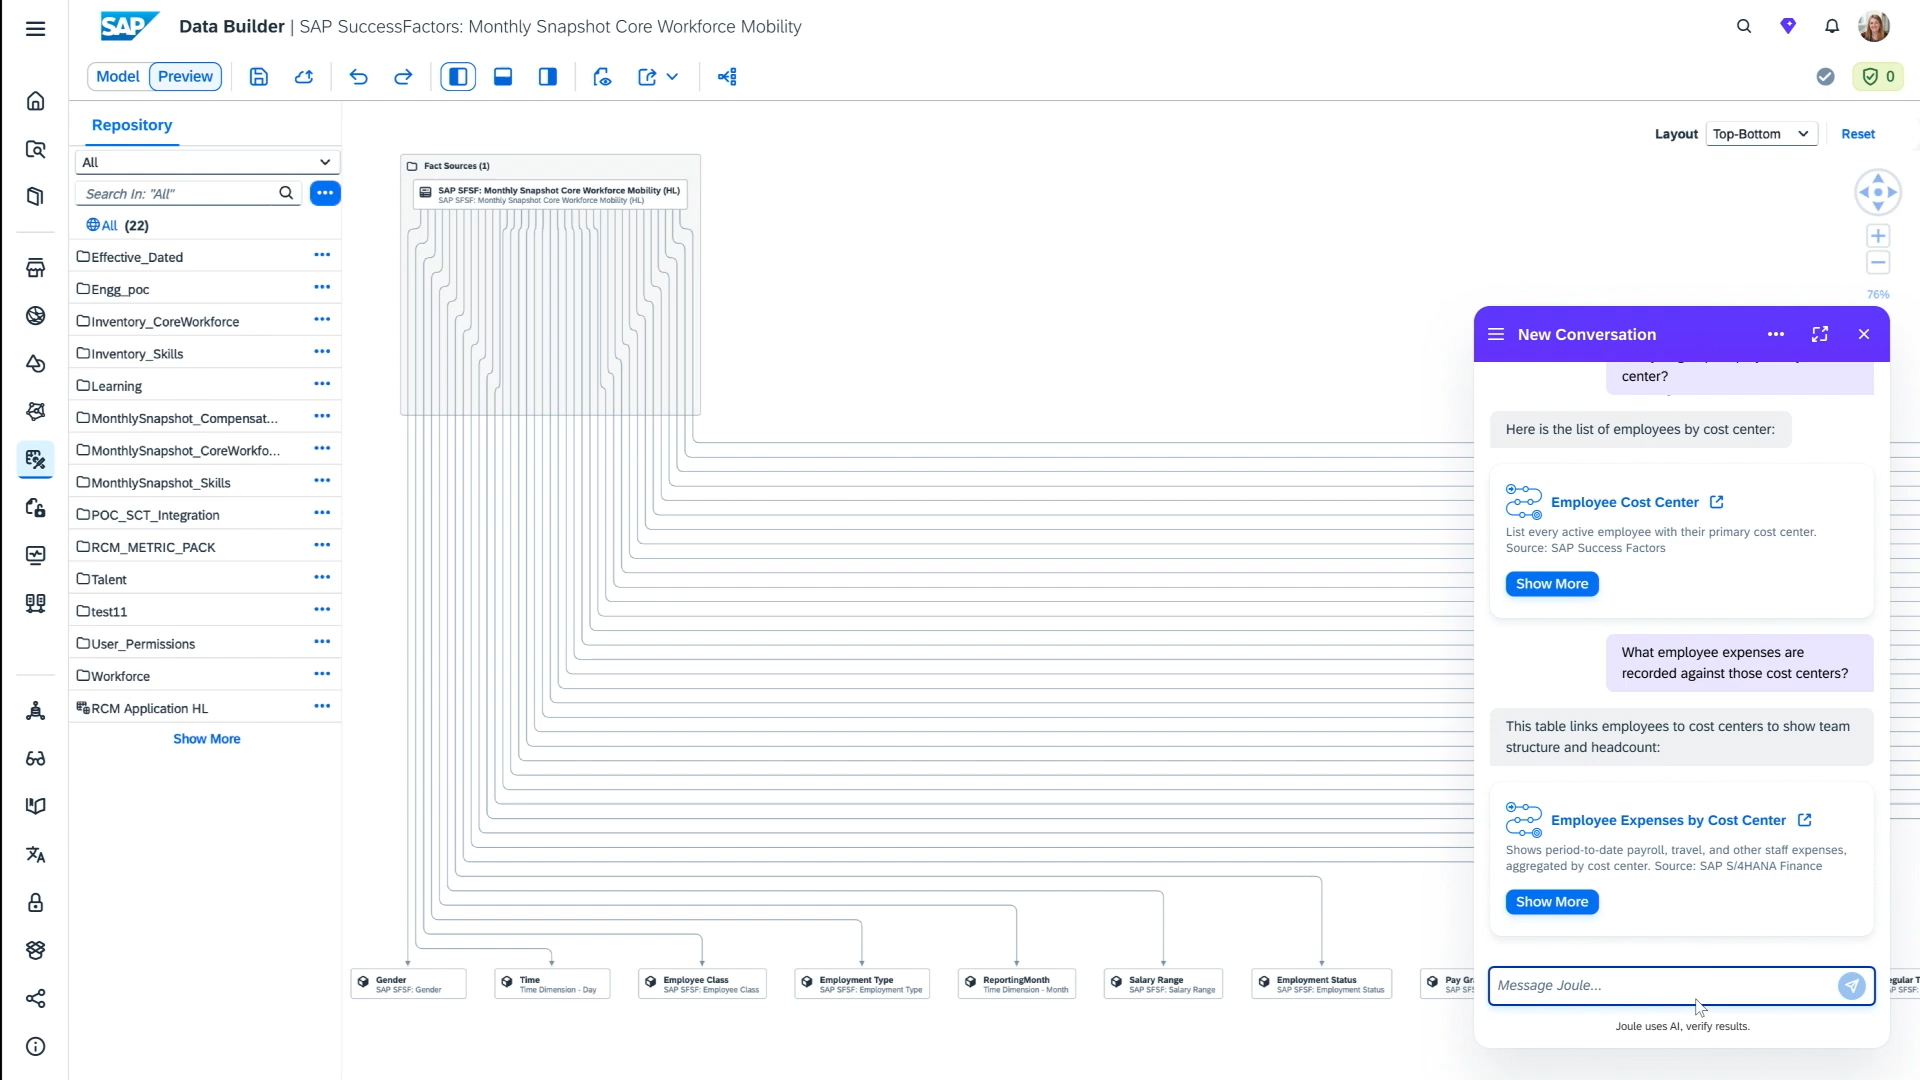 SAP
Data Builder | SAP SuccessFactors: Monthly Snapshot Core Workforce Mobility
Model
Preview
0
Repository
All
Search In: "All"
All (22)
Effective_Dated
Engg_poc
Inventory_CoreWorkforce
Inventory_Skills
Learning
MonthlySnapshot_Compensat...
MonthlySnapshot_CoreWorkfo...
MonthlySnapshot_Skills
POC_SCT_Integration
RCM_METRIC_PACK
Talent
test11
User_Permissions
Workforce
RCM Application HL
Show More
Layout
Top-Bottom
Reset
76%
Fact Sources (1)
SAP SFSF: Monthly Snapshot Core Workforce Mobility (HL)
SAP SFSF: Monthly Snapshot Core Workforce Mobility (HL)
Gender
SAP SFSF: Gender
Time
Time Dimension - Day
Employee Class
SAP SFSF: Employee Class
Employment Type
SAP SFSF: Employment Type
ReportingMonth
Time Dimension - Month
Salary Range
SAP SFSF: Salary Range
Employment Status
SAP SFSF: Employment Status
Pay Gra
SAP SFS
egular T
P SFSF:
New Conversation
center?
Here is the list of employees by cost center:
Employee Cost Center
List every active employee with their primary cost center.
Source: SAP Success Factors
Show More
What employee expenses are
recorded against those cost centers?
This table links employees to cost centers to show team
structure and headcount:
Employee Expenses by Cost Center
Shows period-to-date payroll, travel, and other staff expenses,
aggregated by cost center. Source: SAP S/4HANA Finance
Show More
Message Joule...
Joule uses AI, verify results.